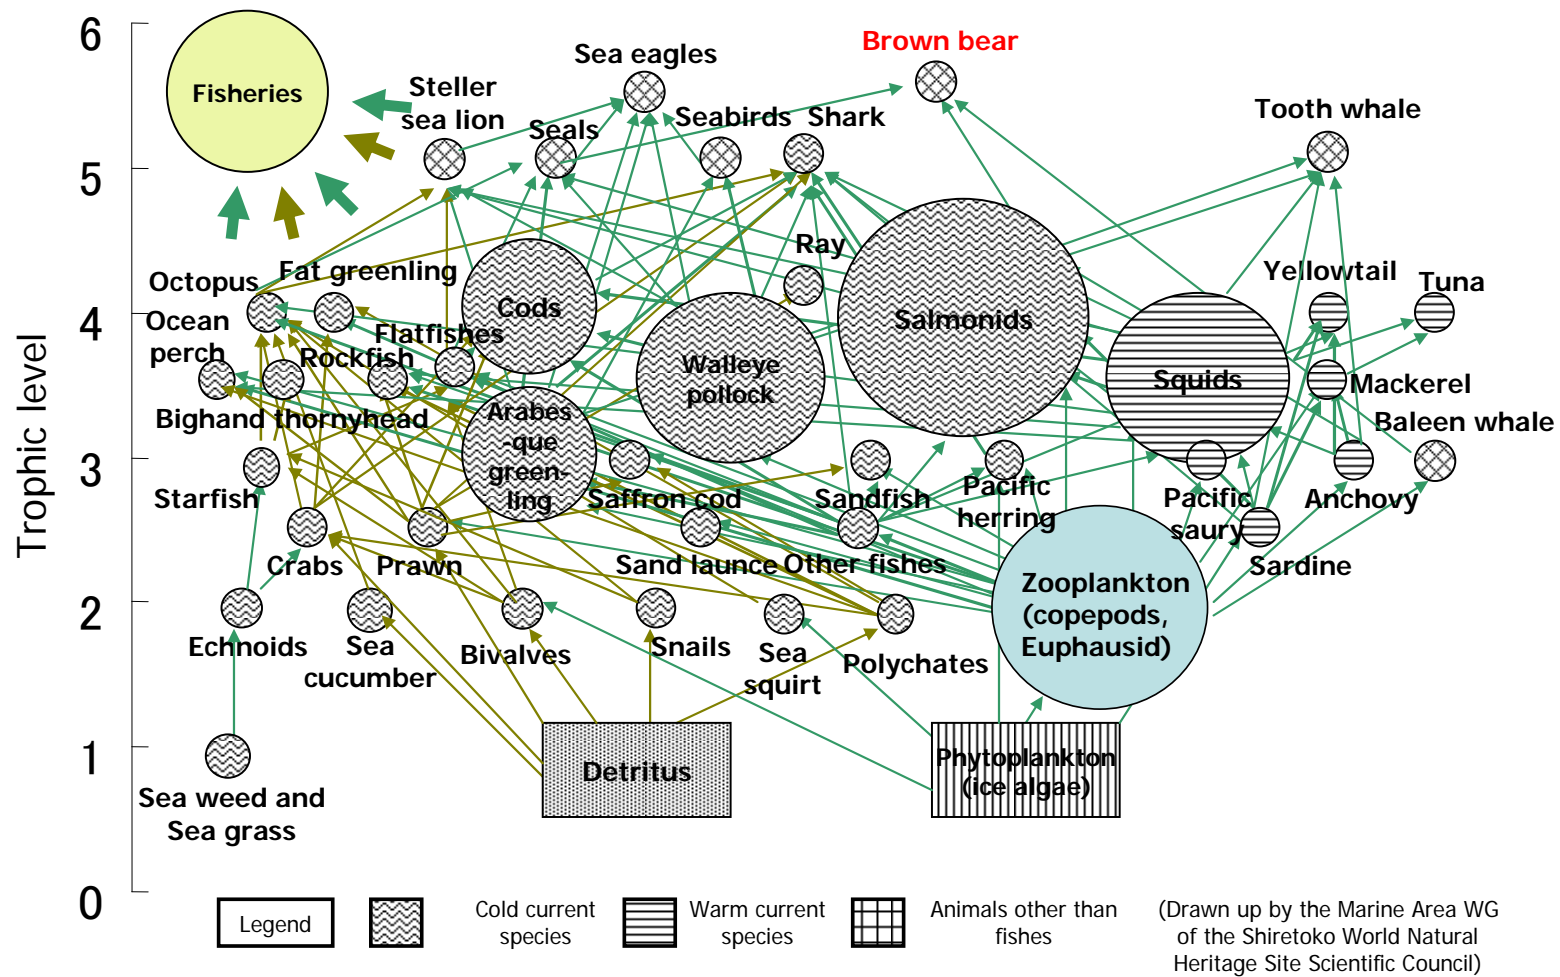 6
Brown bear
Sea eagles
Fisheries
Steller
sea lion
Tooth whale
Seabirds
Shark
Seals
5
Ray
Fat greenling
Yellowtail
Tuna
Octopus
Cods
4
Salmonids
Ocean
perch
Flatfishes
Rockfish
Walleye
pollock
Squids
Mackerel
Bighand thornyhead
Arabes
-que
green-
ling
Baleen whale
3
Trophic level
Starfish
Saffron cod
Sandfish
Pacific
herring
Pacific
saury
Anchovy
Crabs
Prawn
Sand launce
Other fishes
Sardine
Zooplankton
(copepods,
Euphausid)
2
Echnoids
Sea
cucumber
Bivalves
Snails
Sea
squirt
Polychates
1
Detritus
Phytoplankton
(ice algae)
Sea weed and
Sea grass
0
Legend
Cold current
species
Warm current
species
Animals other than
fishes
(Drawn up by the Marine Area WG
of the Shiretoko World Natural
Heritage Site Scientific Council)